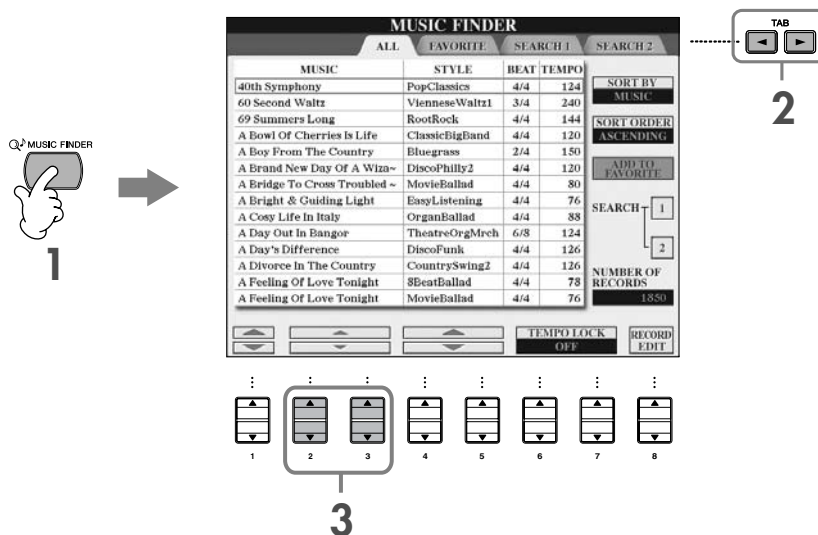 MUSIC FINDER
TAB
2
ALL FAVORITE SEARCH 1 SEARCH 2
MUSIC STYLE BEAT TEMPO
40th Symphony PopClassics 4/4 124
60 Second Waltz VienneseWaltz1 3/4 240
69 Summers Long RootRock 4/4 144
A Bowl Of Cherries Is Life ClassicBigBand 4/4 120
A Boy From The Country Bluegrass 2/4 150
A Brand New Day Of A Wiza~ DiscoPhilly2 4/4 120
A Bridge To Cross Troubled ~ MovieBallad 4/4 80
A Bright & Guiding Light EasyListening 4/4 76
A Cosy Life In Italy OrganBallad 4/4 88
A Day Out In Bangor TheatreOrgMrch 6/8 124
A Day's Difference DiscoFunk 4/4 126
A Divorce In The Country CountrySwing2 4/4 126
A Feeling Of Love Tonight 8BeatBallad 4/4 78
A Feeling Of Love Tonight MovieBallad 4/4 76
SORT BY
MUSIC
SORT ORDER
ASCENDING
ADD TO
FAVORITE
SEARCH 1
2
NUMBER OF
RECORDS
1850
MUSIC FINDER
1
TEMPO LOCK
OFF
RECORD
EDIT
1 2 3 4 5 6 7 8
3